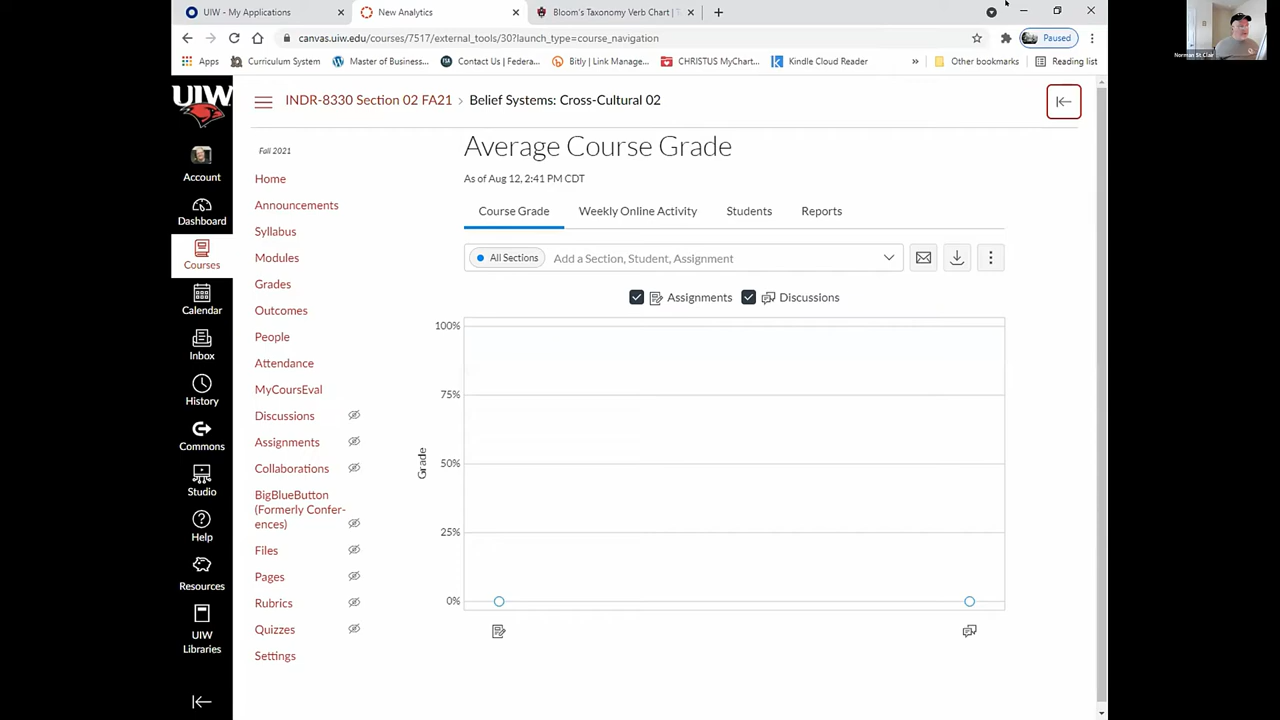 UIW - My Applications
New Analytics
Bloom's Taxonomy Verb Chart | T
canvas.uiw.edu/courses/7517/external_tools/30?launch_type=course_navigation
Paused
Apps
Curriculum System
Master of Business...
Contact Us | Federa...
Bitly | Link Manage...
CHRISTUS MyChart...
Kindle Cloud Reader
»
Other bookmarks
Reading list
Norman St.Clair
UIW
Account
Dashboard
Courses
Calendar
Inbox
History
Commons
Studio
Help
Resources
UIW
Libraries
INDR-8330 Section 02 FA21 > Belief Systems: Cross-Cultural 02
Fall 2021
Home
Announcements
Syllabus
Modules
Grades
Outcomes
People
Attendance
MyCoursEval
Discussions
Assignments
Collaborations
BigBlueButton
(Formerly Confer-
ences)
Files
Pages
Rubrics
Quizzes
Settings
Average Course Grade
As of Aug 12, 2:41 PM CDT
Course Grade
Weekly Online Activity
Students
Reports
All Sections
Add a Section, Student, Assignment
Assignments
Discussions
Grade
100%
75%
50%
25%
0%